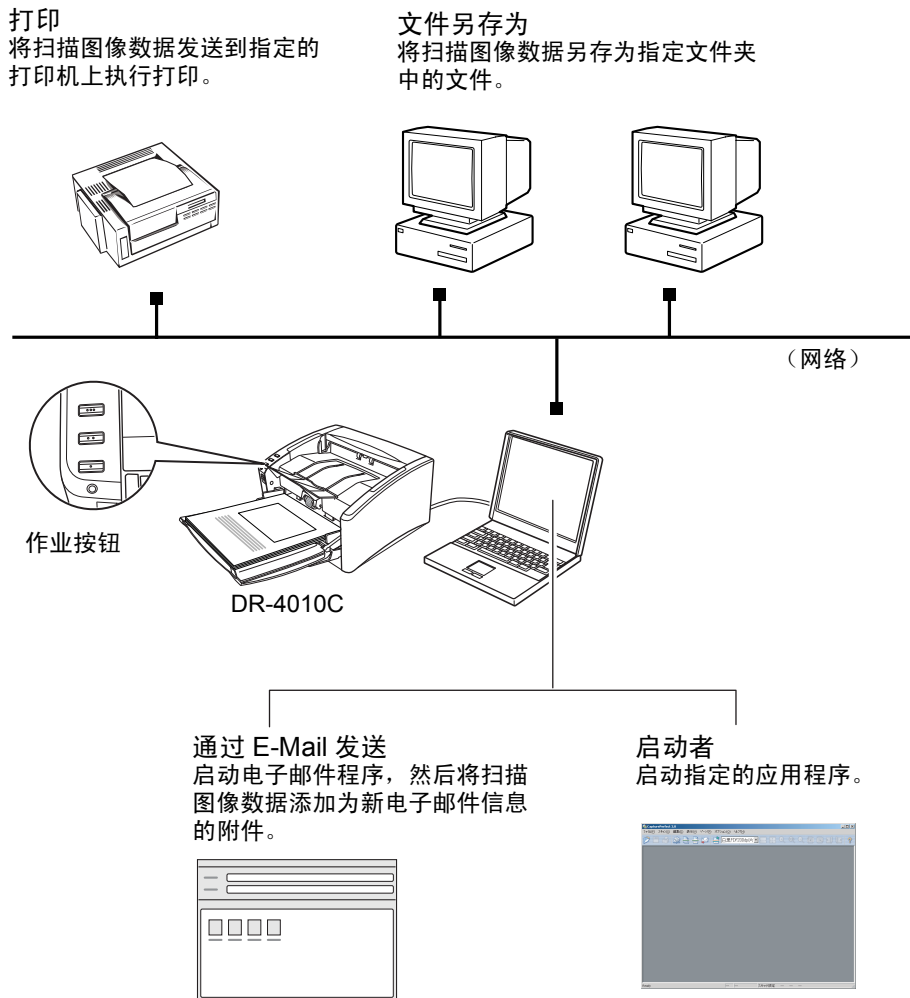 打印
将扫描图像数据发送到指定的
打印机上执行打印。
文件另存为
将扫描图像数据另存为指定文件夹
中的文件。
（网络）
作业按钮
DR-4010C
通过 E-Mail 发送
启动电子邮件程序，然后将扫描
图像数据添加为新电子邮件信息
的附件。
启动者
启动指定的应用程序。